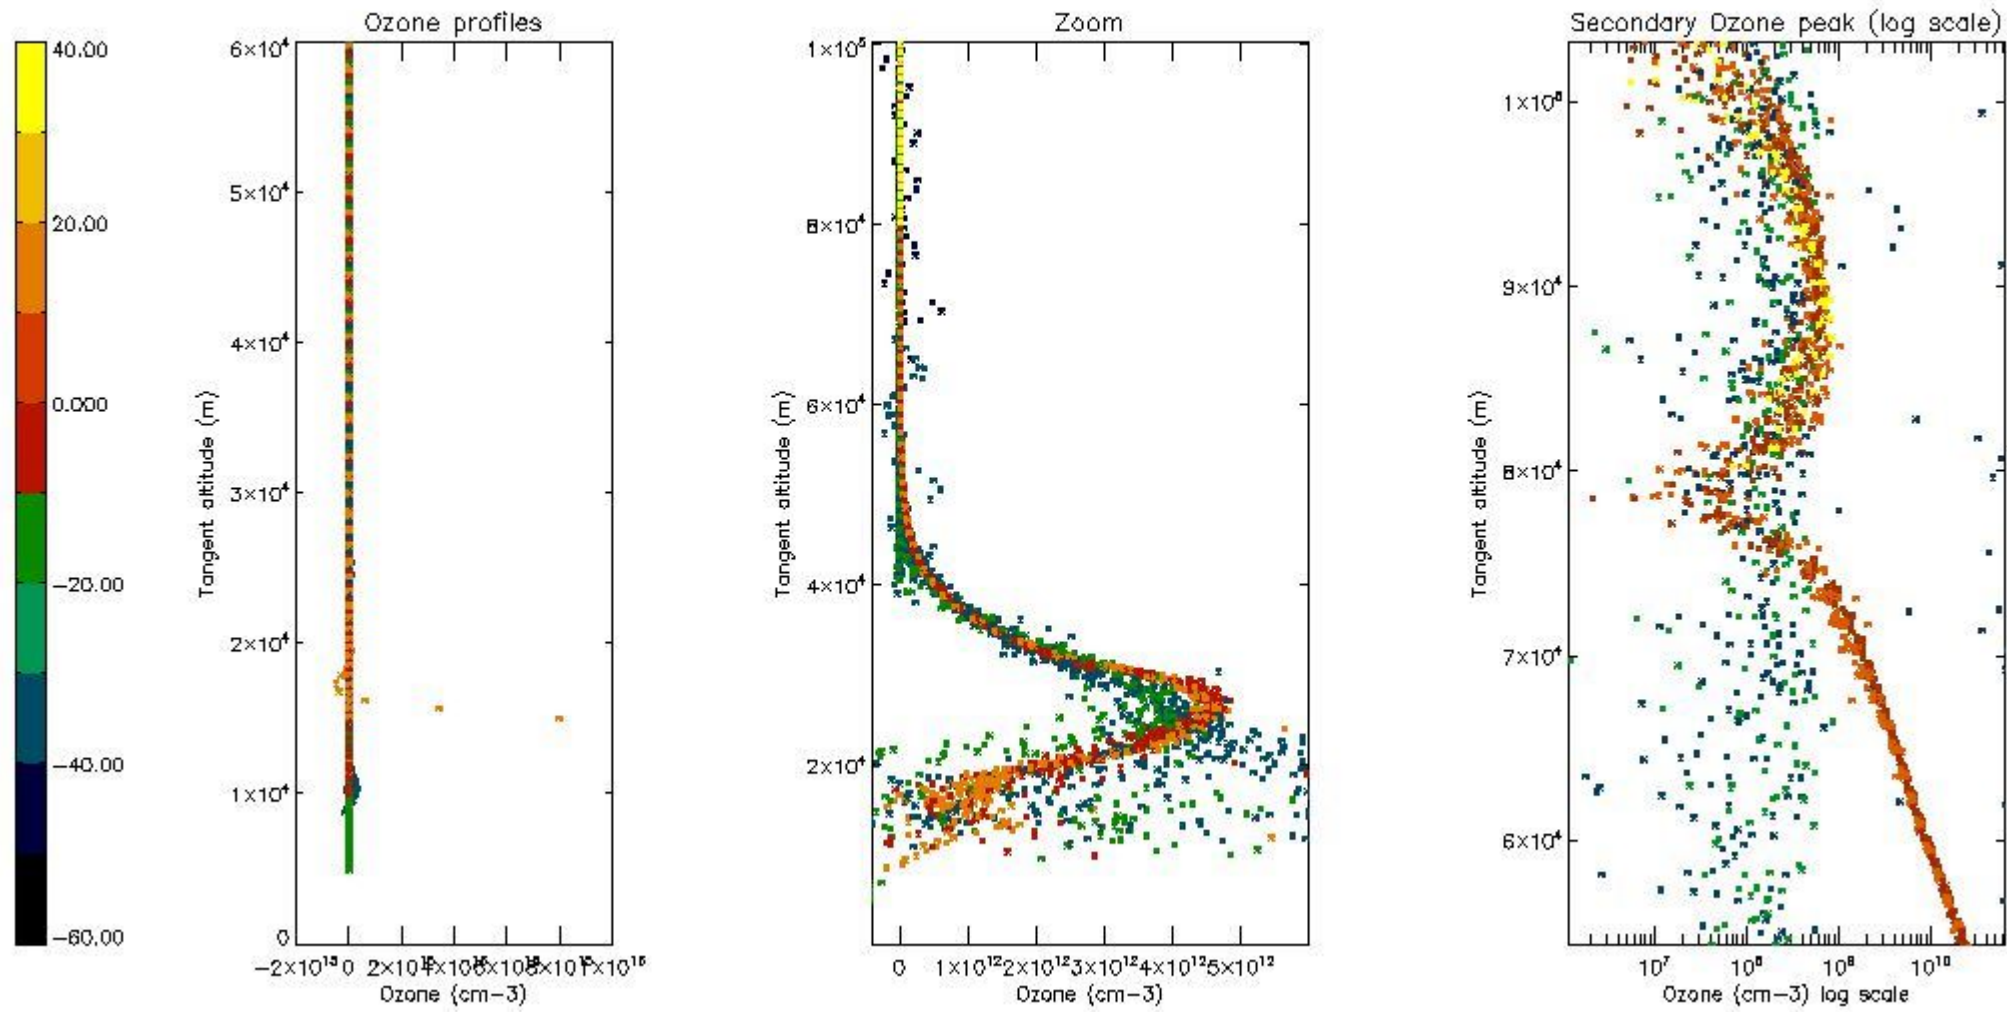 Ozone profiles
Zoom
Secondary Ozone peak (log scale)
40.00
20.00
0.000
−20.00
−40.00
−60.00
6×10⁴
5×10⁴
4×10⁴
3×10⁴
2×10⁴
1×10⁴
0
Tangent altitude (m)
−2×10¹⁵ 0
Ozone (cm−3)
1×10⁵
8×10⁴
6×10⁴
4×10⁴
2×10⁴
Tangent altitude (m)
0 1×10¹² 2×10¹² 3×10¹² 4×10¹² 5×10¹²
Ozone (cm−3)
1×10⁵
9×10⁴
8×10⁴
7×10⁴
6×10⁴
Tangent altitude (m)
10⁷ 10⁸ 10⁹ 10¹⁰
Ozone (cm−3) log scale